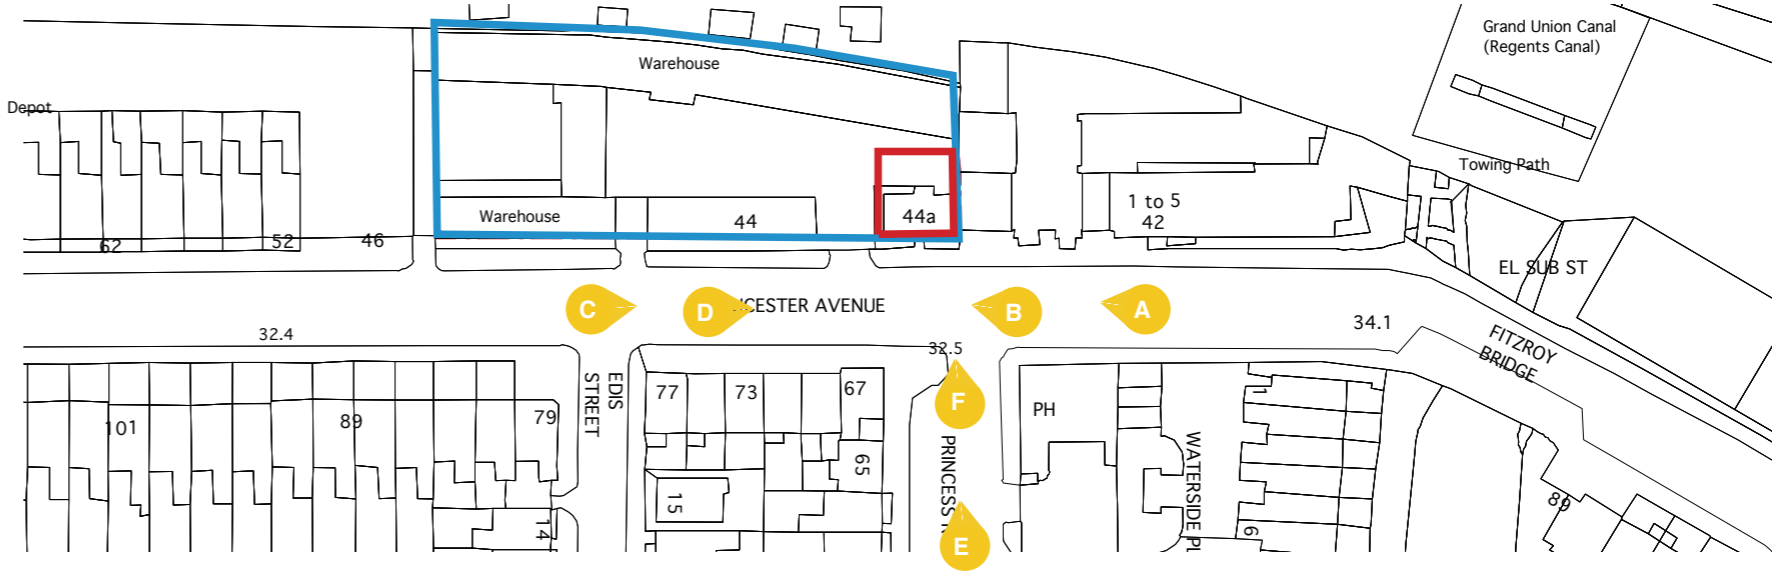 Grand Union Canal
(Regents Canal)
Warehouse
Depot
Towing Path
1 to 5
42
Warehouse
44
44a
62
52
46
EL SUB ST
C
D
CESTER AVENUE
B
A
32.4
34.1
32.5
FITZROY
BRIDGE
EDIS
STREET
77
73
67
F
PH
101
89
79
65
PRINCESS
WATERSIDE PL
15
14
E
6
89